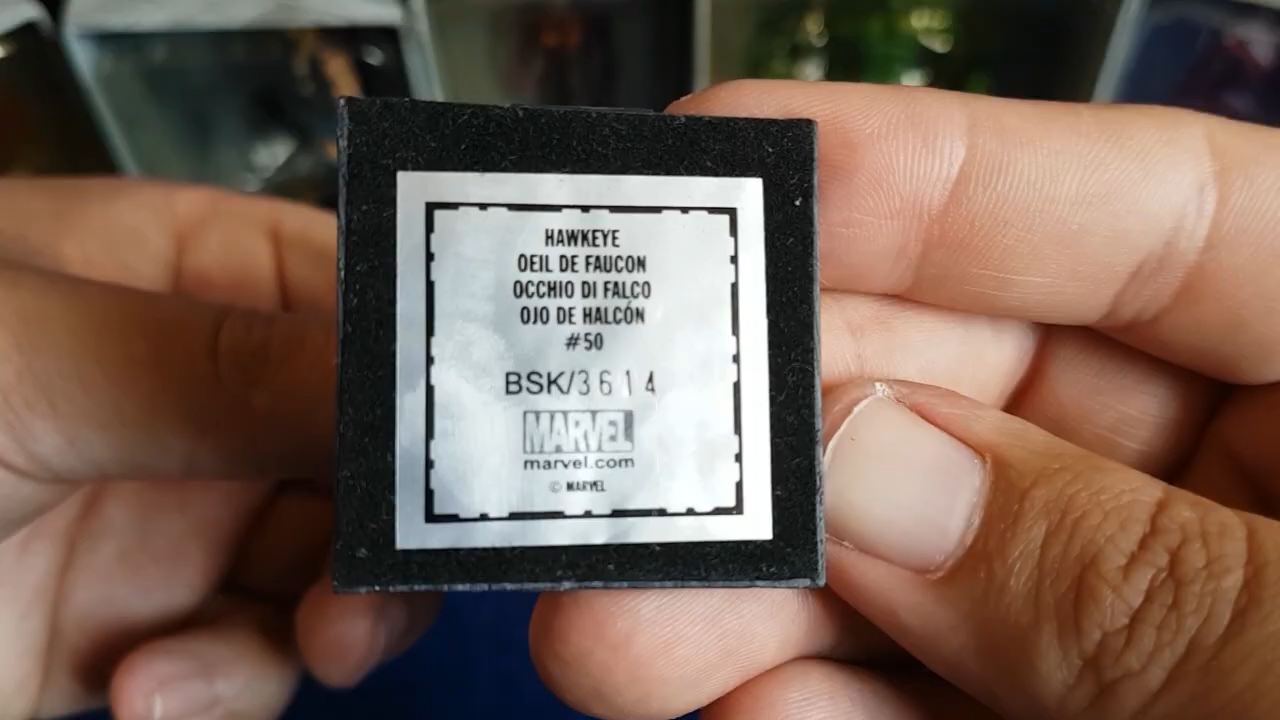 HAWKEYE
OEIL DE FAUCON
OCCHIO DI FALCO
OJO DE HALCÓN
#50
BSK/3614
MARVEL
marvel.com
© MARVEL